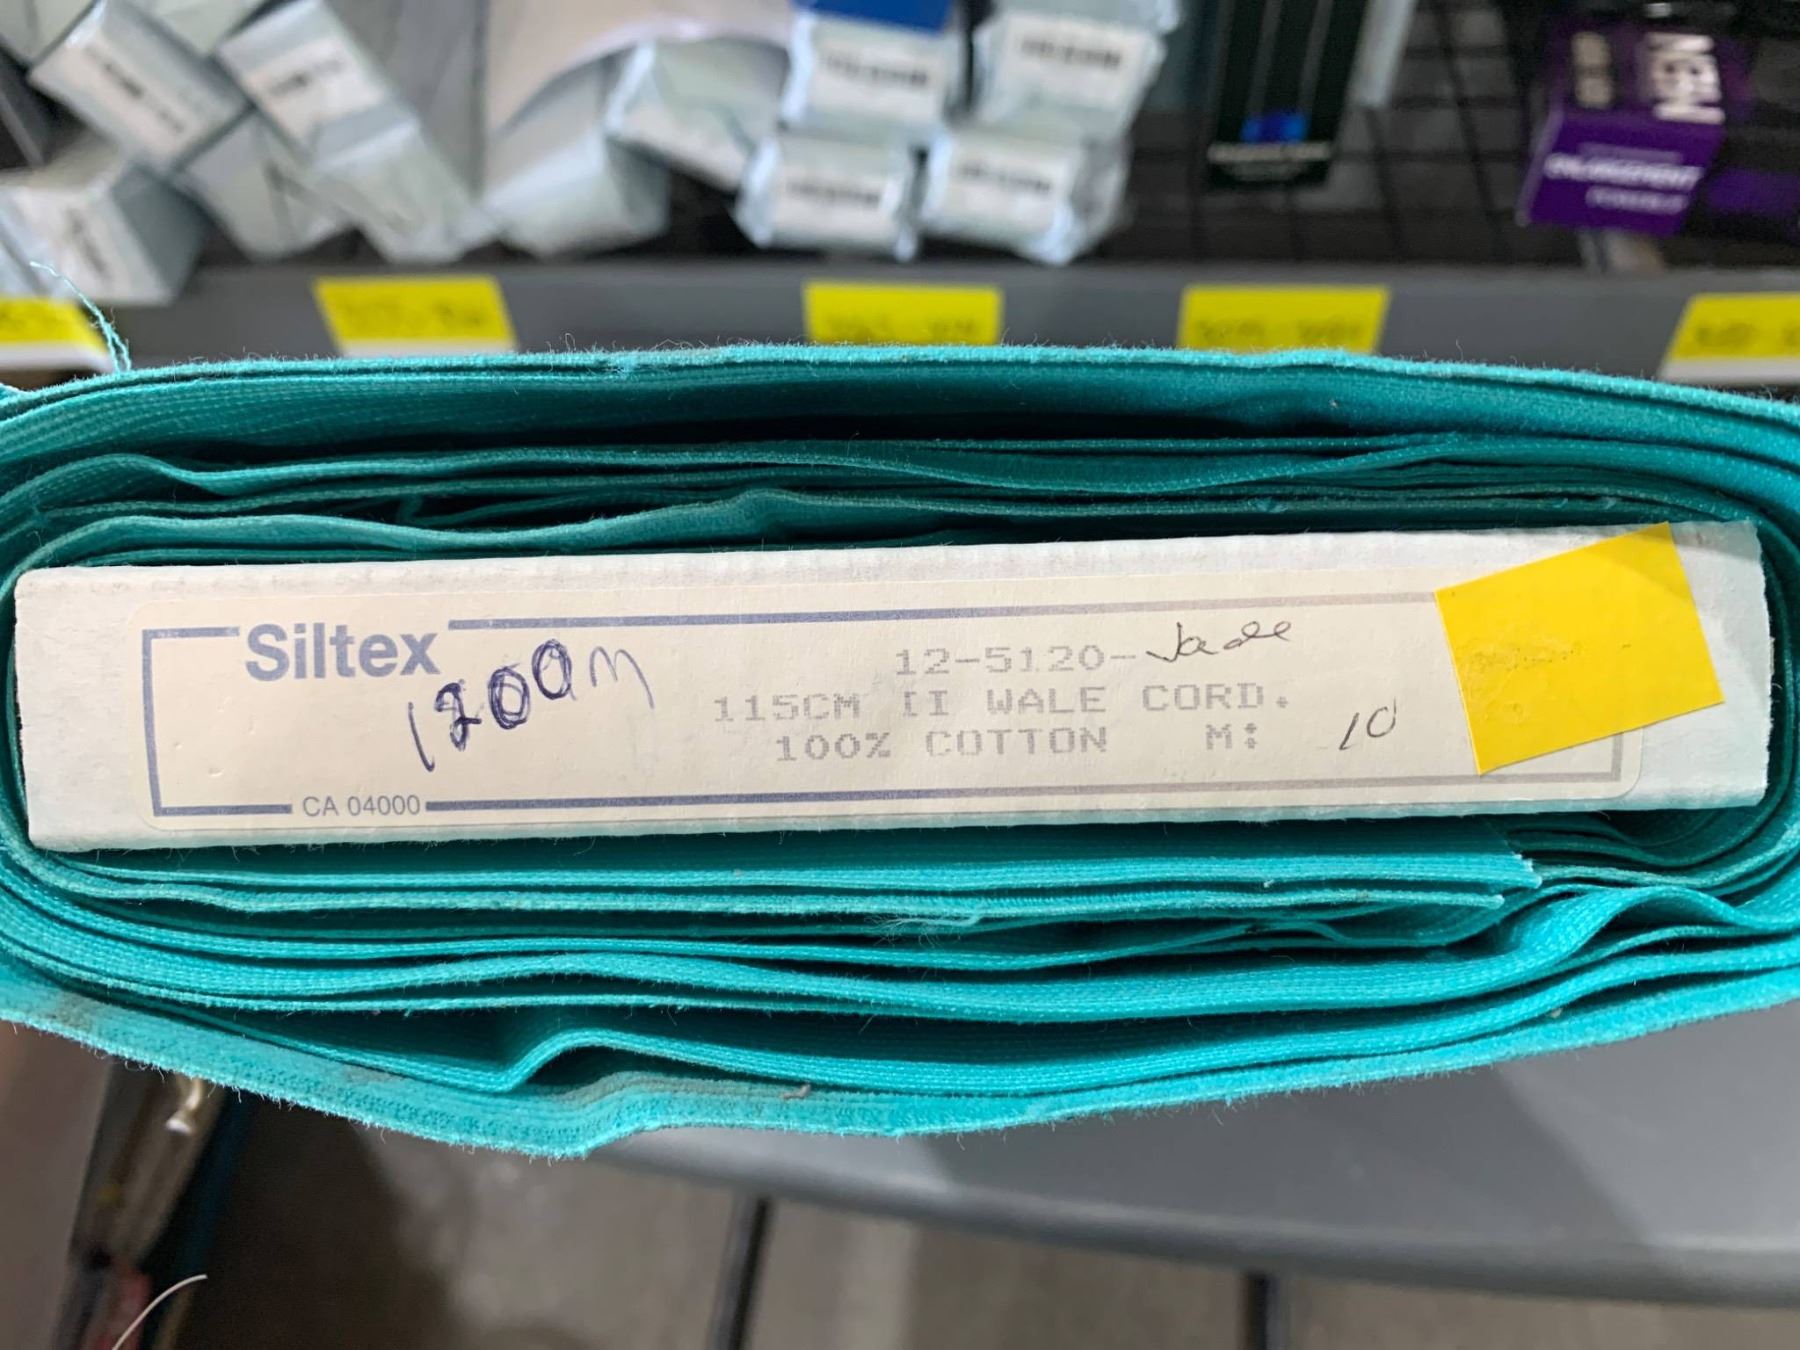 Siltex
12-5120-Jade
1200m
115CM II WALE CORD.
100% COTTON M: 10
CA 04000